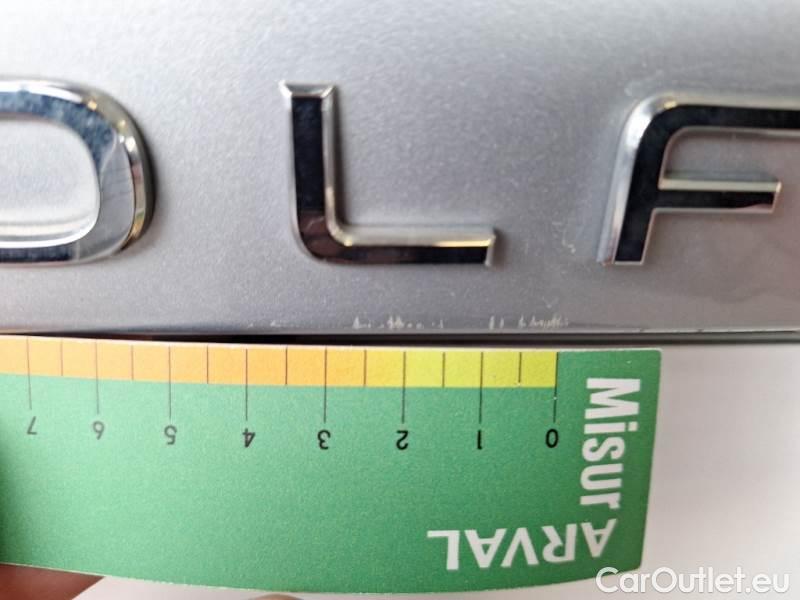 OLF
7 6 5 4 3 2 1 0
Misur
ARVAL
CarOutlet.eu